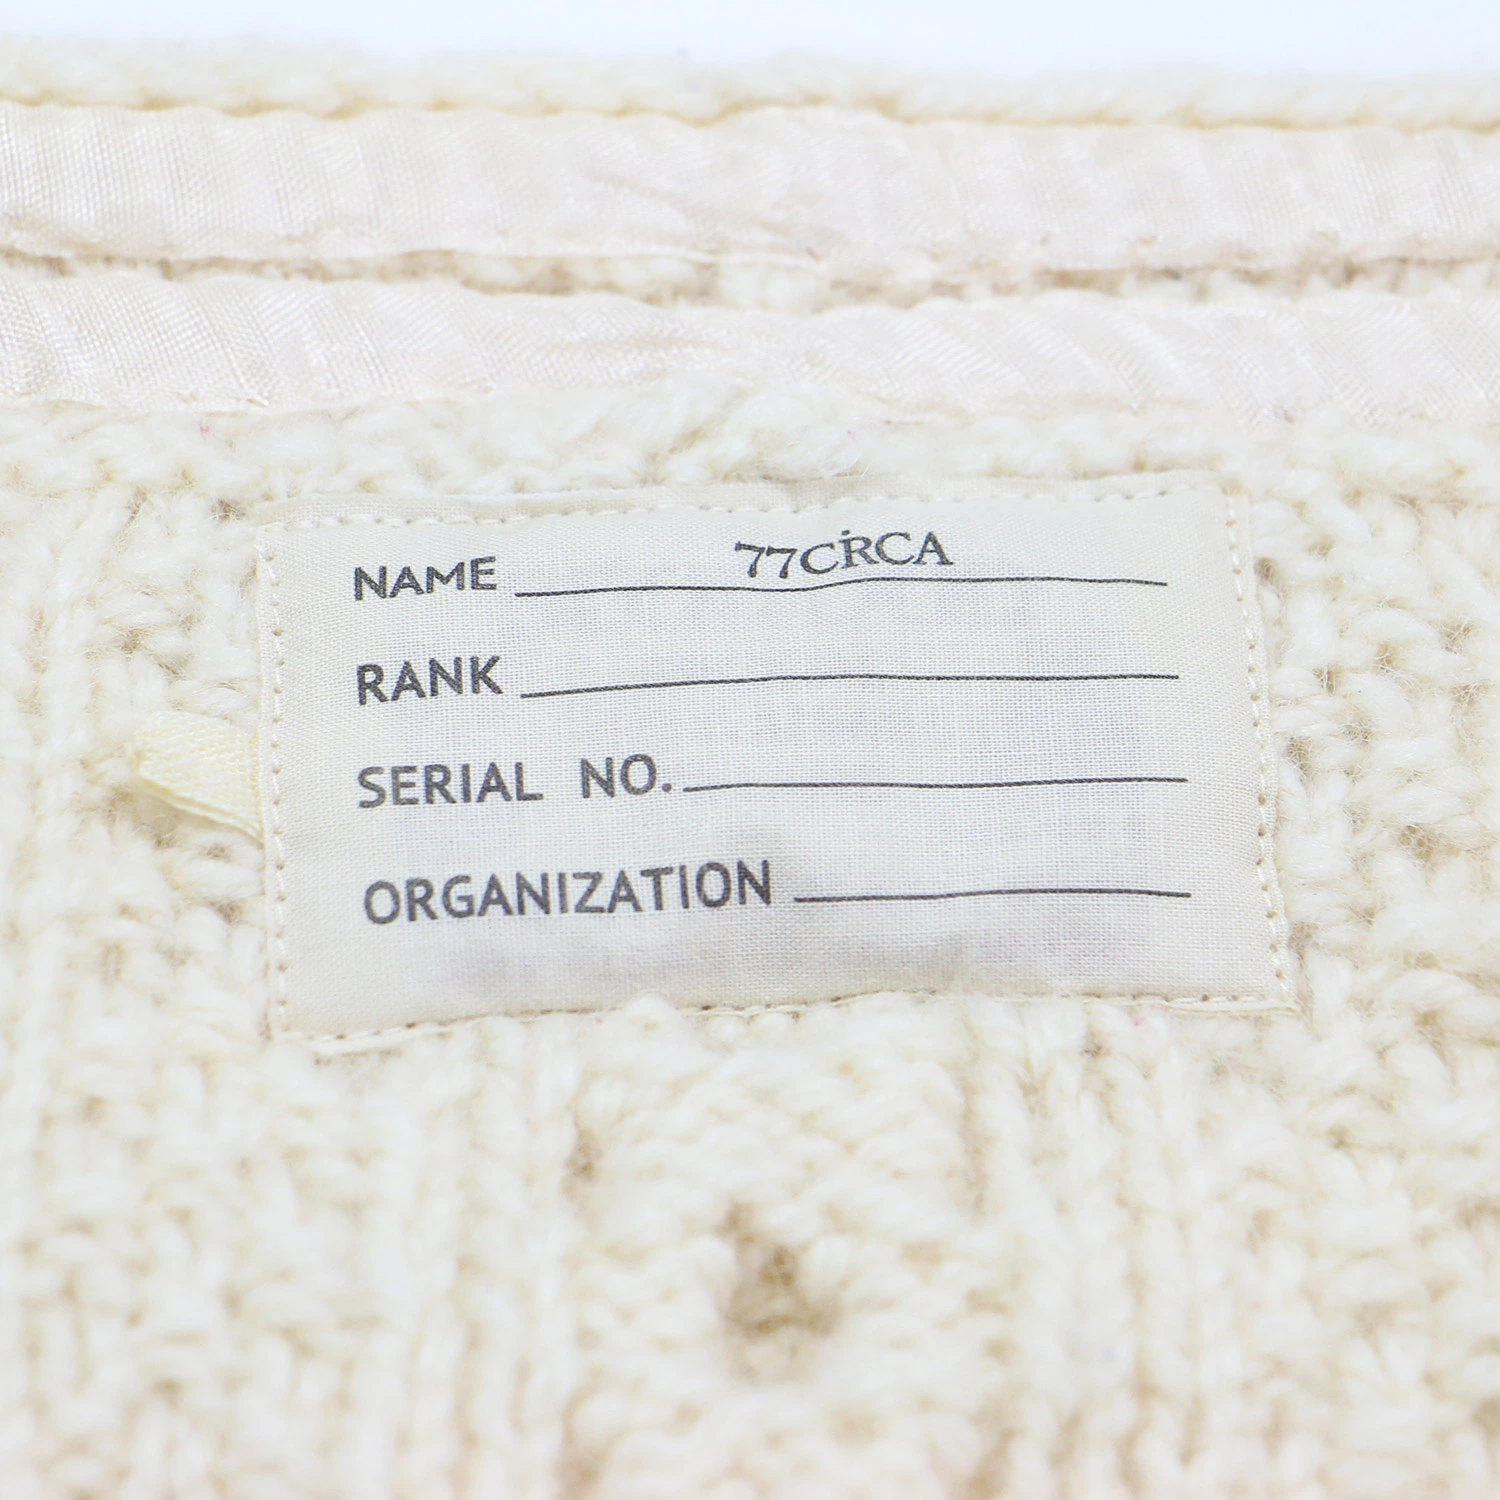 NAME 77CİRCA
RANK
SERIAL NO.
ORGANIZATION